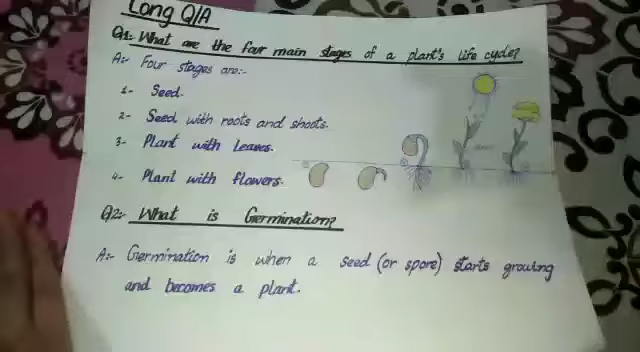 Long Q/A
Q1:- What are the four main stages of a plant's life cycle?
A:- Four stages are:-
1- Seed.
2- Seed with roots and shoots.
3- Plant with leaves.
4- Plant with flowers.
Q2:- What is Germination?
A:- Germination is when a seed (or spore) starts growing
and becomes a plant.